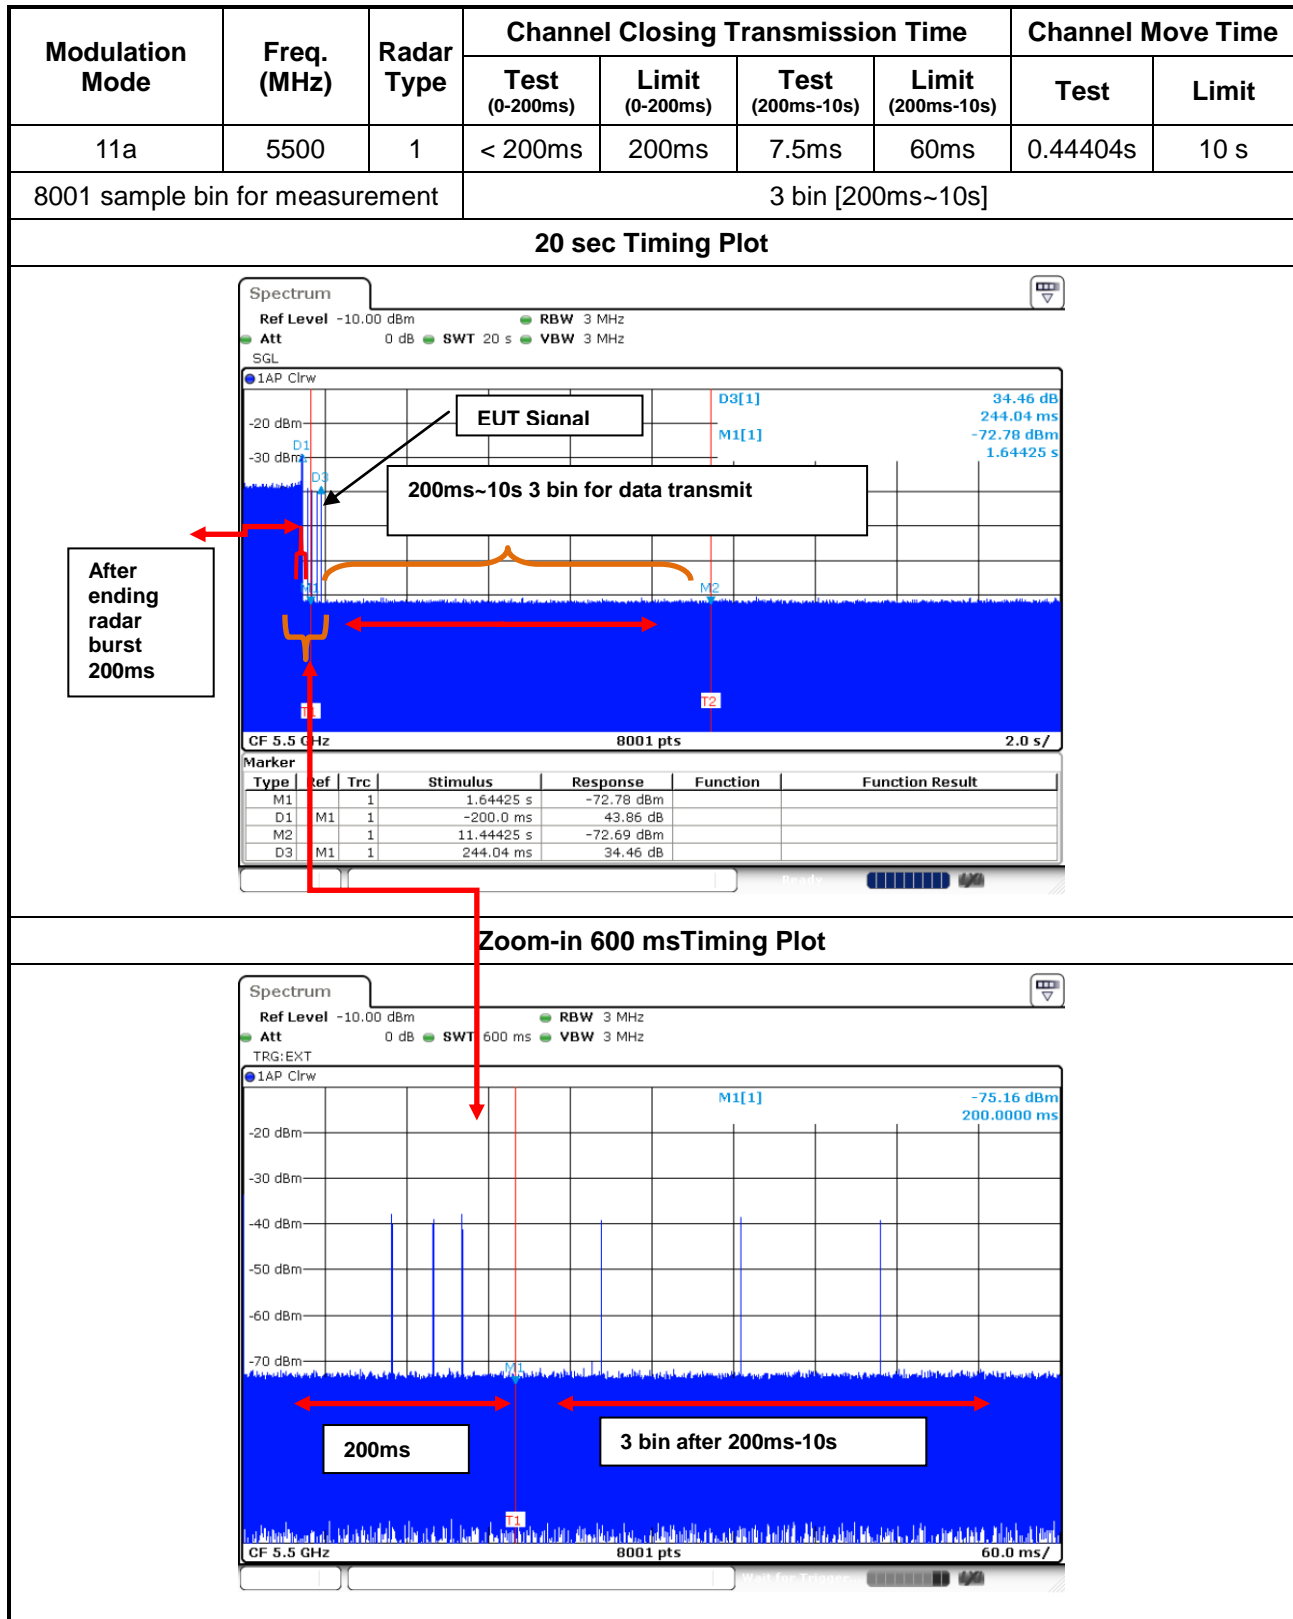 Modulation Mode | Freq. (MHz) | Radar Type | Channel Closing Transmission Time | Channel Move Time
Test (0-200ms) | Limit (0-200ms) | Test (200ms-10s) | Limit (200ms-10s) | Test | Limit
11a | 5500 | 1 | < 200ms | 200ms | 7.5ms | 60ms | 0.44404s | 10 s
8001 sample bin for measurement | 3 bin [200ms~10s]
20 sec Timing Plot
Spectrum
Ref Level -10.00 dBm RBW 3 MHz
Att 0 dB SWT 20 s VBW 3 MHz
SGL
1AP Clrw
D3[1] 34.46 dB
244.04 ms
M1[1] -72.78 dBm
1.64425 s
-20 dBm
-30 dBm
D1
D3
EUT Signal
200ms~10s 3 bin for data transmit
After
ending
radar
burst
200ms
M1
M2
T1
T2
CF 5.5 GHz 8001 pts 2.0 s/
Marker
Type | Ref | Trc | Stimulus | Response | Function | Function Result
M1 | 1 | 1.64425 s | -72.78 dBm
D1 | M1 | 1 | -200.0 ms | 43.86 dB
M2 | 1 | 11.44425 s | -72.69 dBm
D3 | M1 | 1 | 244.04 ms | 34.46 dB
Ready
Zoom-in 600 msTiming Plot
Spectrum
Ref Level -10.00 dBm RBW 3 MHz
Att 0 dB SWT 600 ms VBW 3 MHz
TRG:EXT
1AP Clrw
M1[1] -75.16 dBm
200.0000 ms
-20 dBm
-30 dBm
-40 dBm
-50 dBm
-60 dBm
-70 dBm
M1
200ms
3 bin after 200ms-10s
T1
CF 5.5 GHz 8001 pts 60.0 ms/
Wait for Trigger...